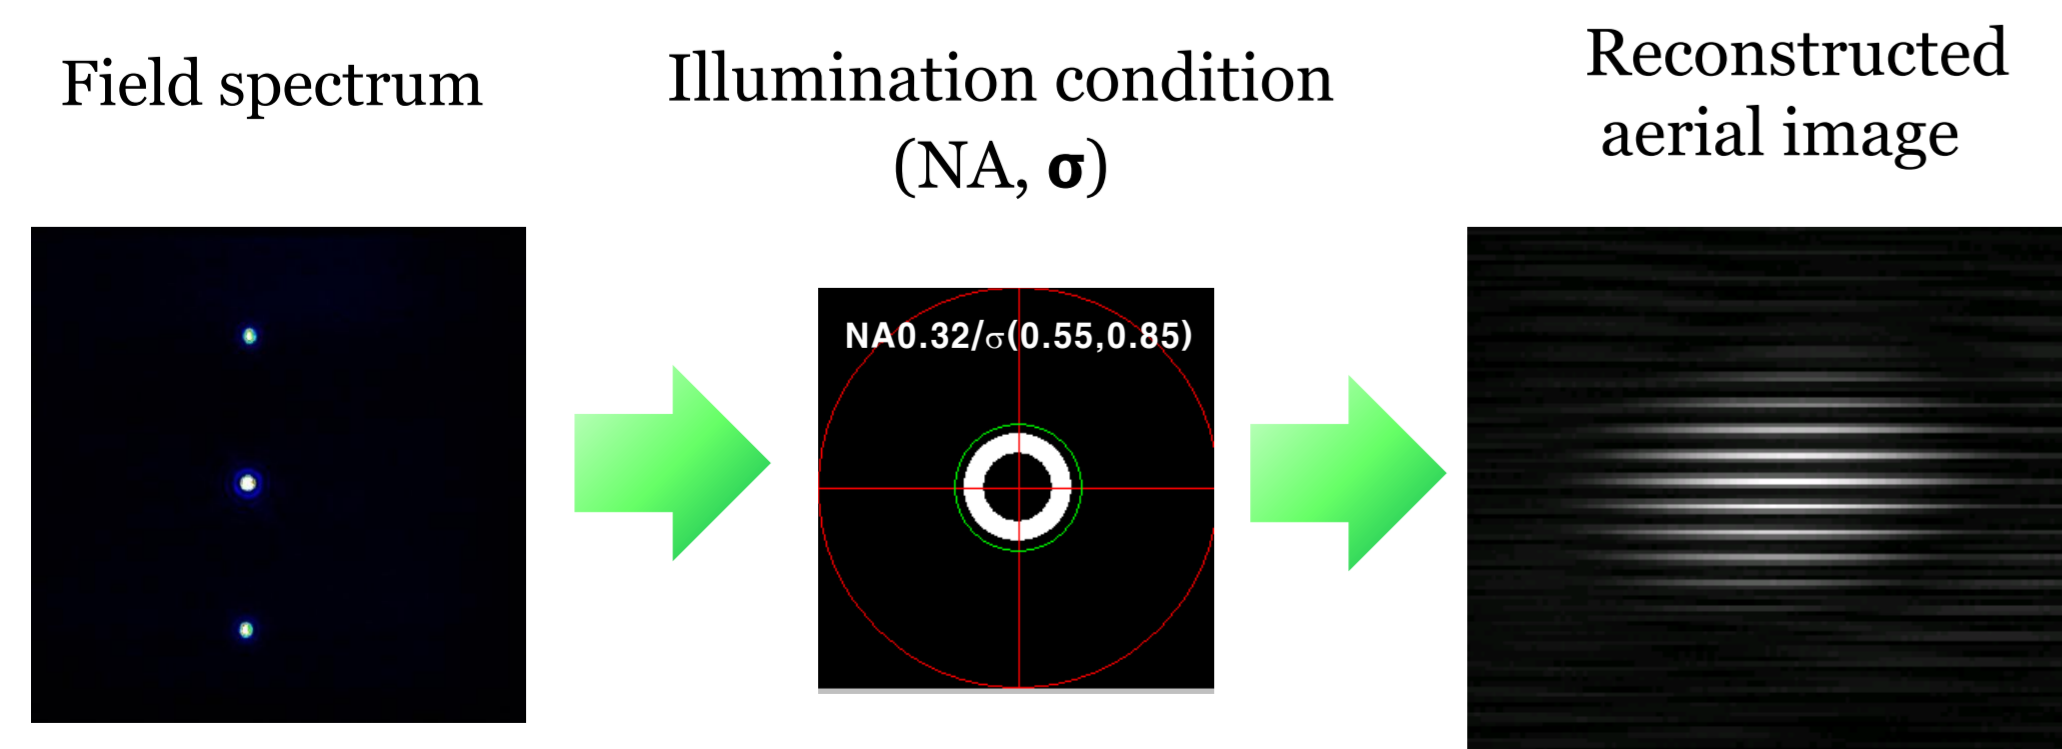 Field spectrum
Illumination condition
(NA, σ)
Reconstructed
aerial image
NA0.32/σ(0.55,0.85)